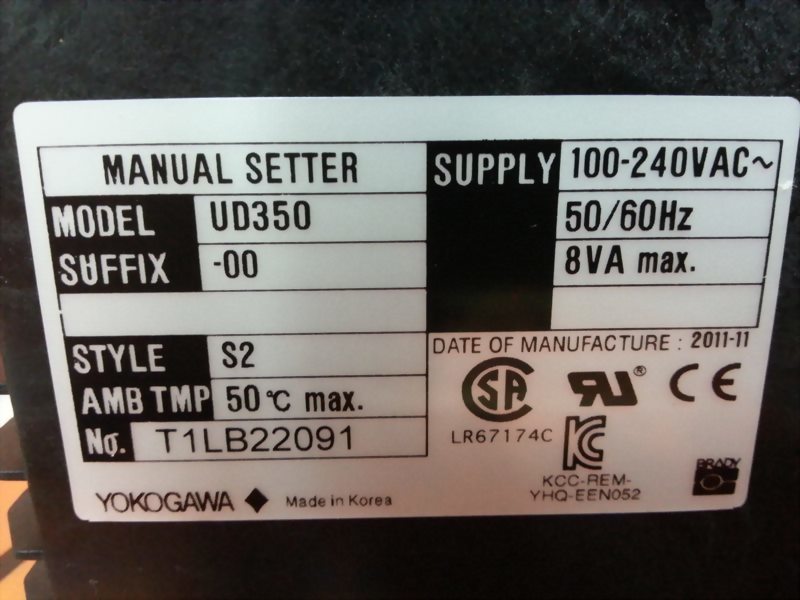 MANUAL SETTER
MODEL UD350
SUFFIX -00
STYLE S2
AMB TMP 50°C max.
No. T1LB22091
SUPPLY 100-240VAC~
50/60Hz
8VA max.
DATE OF MANUFACTURE : 2011-11
LR67174C
KCC-REM-
YHQ-EEN052
BRADY
YOKOGAWA ◆ Made in Korea